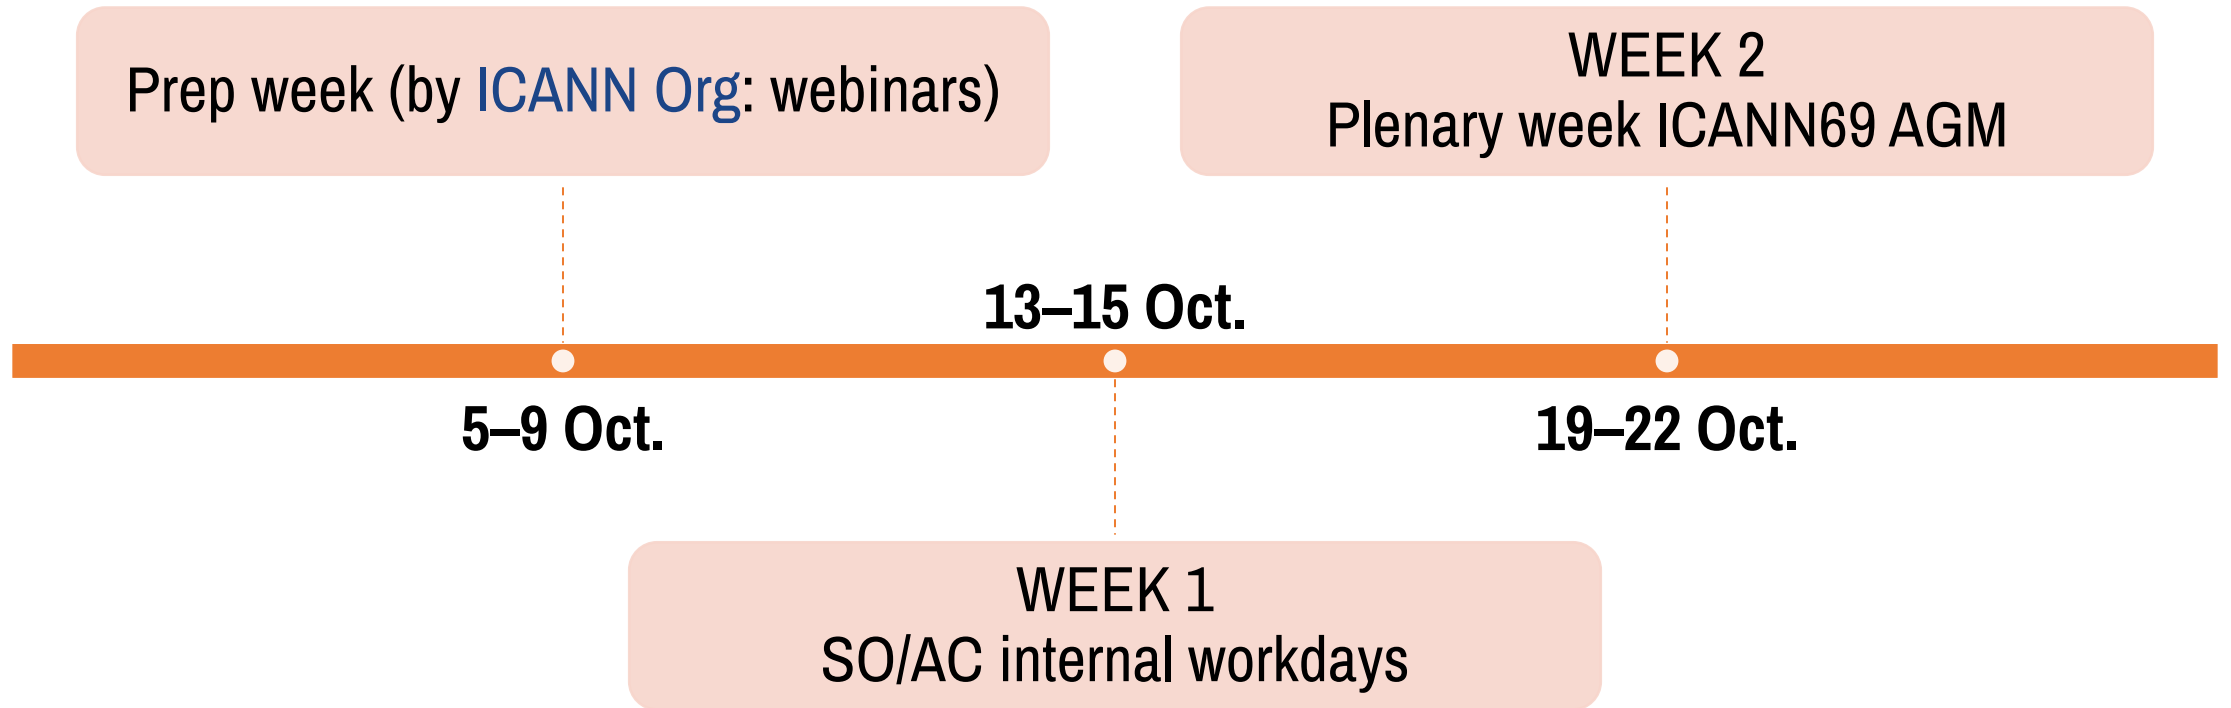 Prep week (by ICANN Org: webinars)
WEEK 2
Plenary week ICANN69 AGM
13–15 Oct.
5–9 Oct.
19–22 Oct.
WEEK 1
SO/AC internal workdays